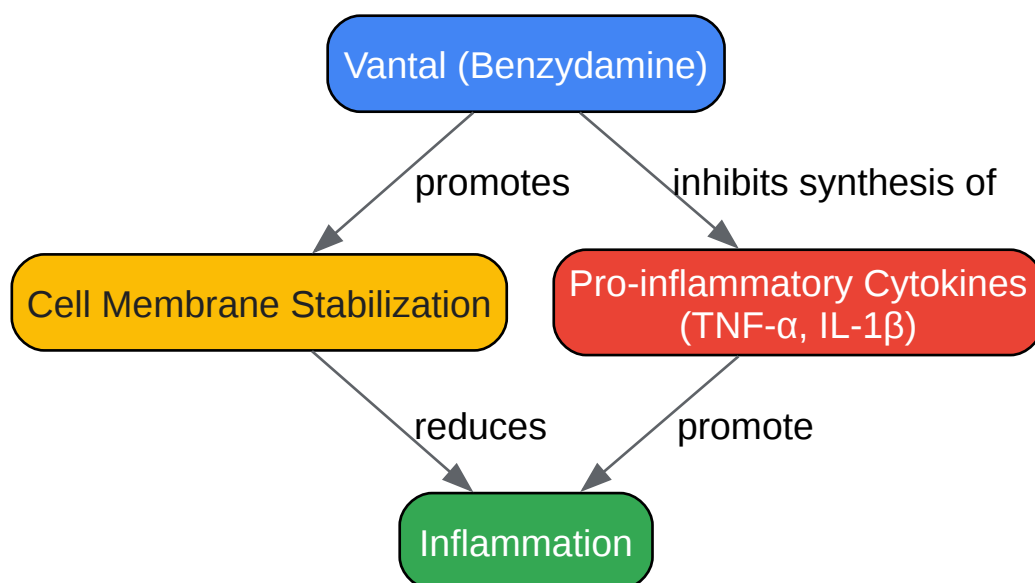 Vantal (Benzydamine)
promotes
inhibits synthesis of
Cell Membrane Stabilization
Pro-inflammatory Cytokines
(TNF-α, IL-1β)
reduces
promote
Inflammation